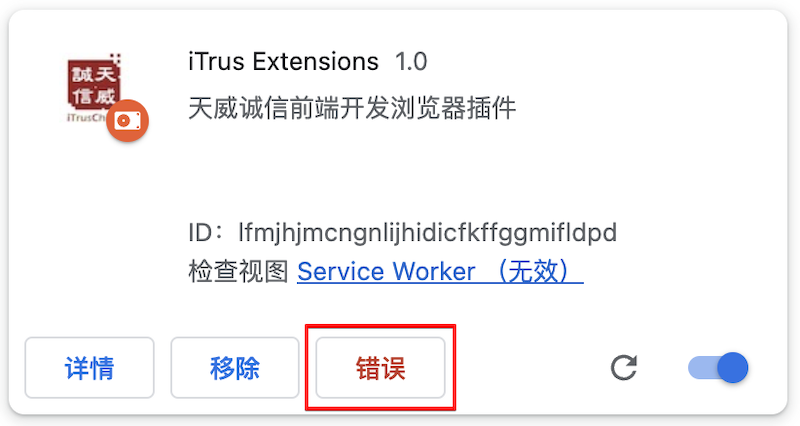 誠天
信威
iTrusCh
iTrus Extensions 1.0
天威诚信前端开发浏览器插件
ID：lfmjhjmcngnlijhidicfkffggmifldpd
检查视图 Service Worker （无效）
详情 移除 错误